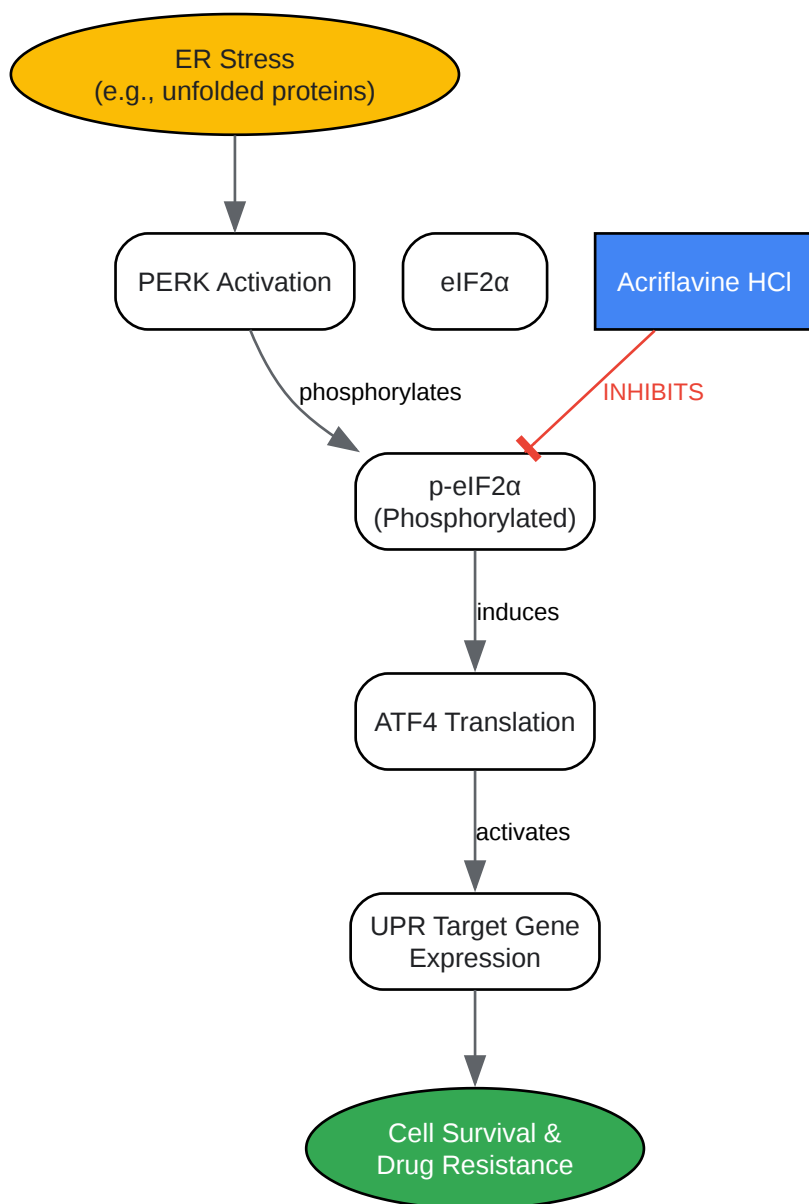 ER Stress
(e.g., unfolded proteins)
PERK Activation
eIF2α
Acriflavine HCl
phosphorylates
INHIBITS
p-eIF2α
(Phosphorylated)
induces
ATF4 Translation
activates
UPR Target Gene
Expression
Cell Survival &
Drug Resistance